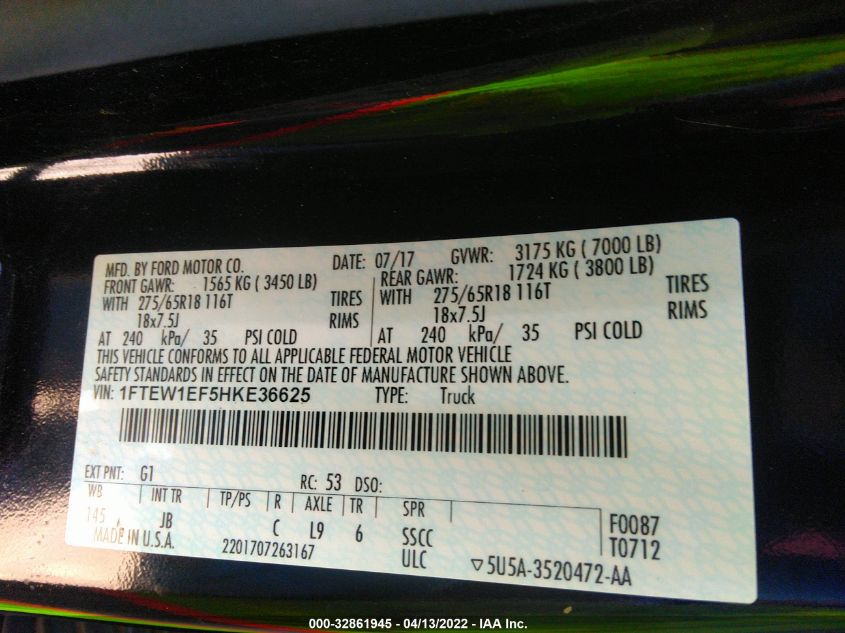 MFD. BY FORD MOTOR CO. DATE: 07/17 GVWR: 3175 KG ( 7000 LB)
FRONT GAWR: 1565 KG ( 3450 LB) REAR GAWR: 1724 KG ( 3800 LB)
WITH 275/65R18 116T TIRES WITH 275/65R18 116T TIRES
18x7.5J RIMS 18x7.5J RIMS
AT 240 kPa/ 35 PSI COLD AT 240 kPa/ 35 PSI COLD
THIS VEHICLE CONFORMS TO ALL APPLICABLE FEDERAL MOTOR VEHICLE
SAFETY STANDARDS IN EFFECT ON THE DATE OF MANUFACTURE SHOWN ABOVE.
VIN: 1FTEW1EF5HKE36625 TYPE: Truck
EXT PNT: G1 RC: 53 DSO:
WB INT TR TP/PS R AXLE TR SPR
145 JB C L9 6 SSCC F0087
MADE IN U.S.A. 2201707263167 ULC T0712
▽5U5A-3520472-AA
000-32861945 - 04/13/2022 - IAA Inc.